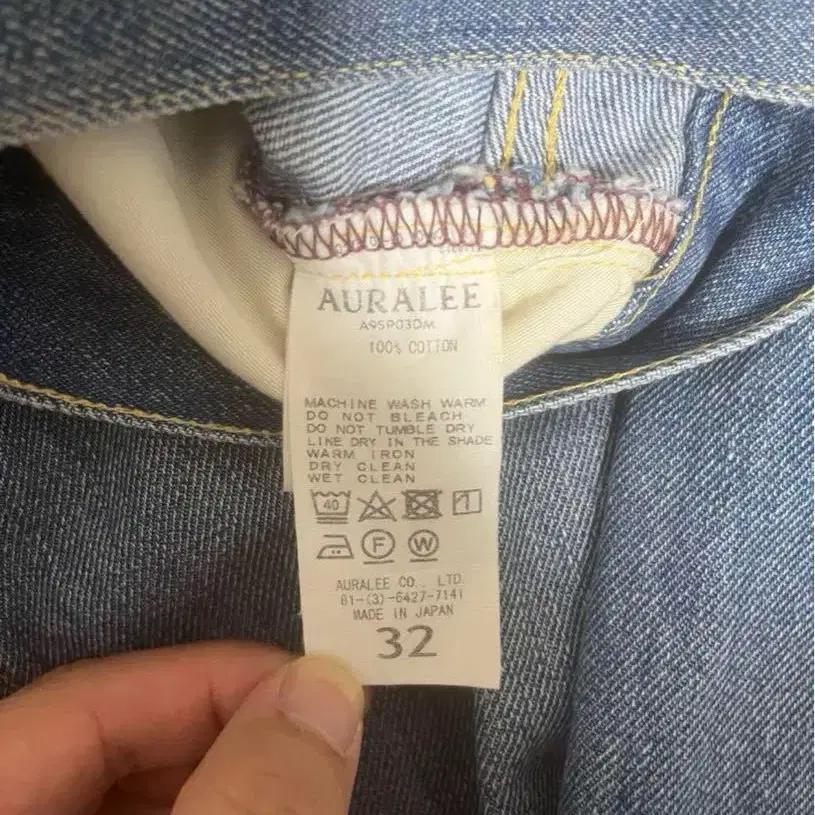 AURALEE
A9SP03DM
100% COTTON
MACHINE WASH WARM
DO NOT BLEACH
DO NOT TUMBLE DRY
LINE DRY IN THE SHADE
WARM IRON
DRY CLEAN
WET CLEAN
40
F
W
AURALEE CO., LTD.
81-(3)-6427-7141
MADE IN JAPAN
32